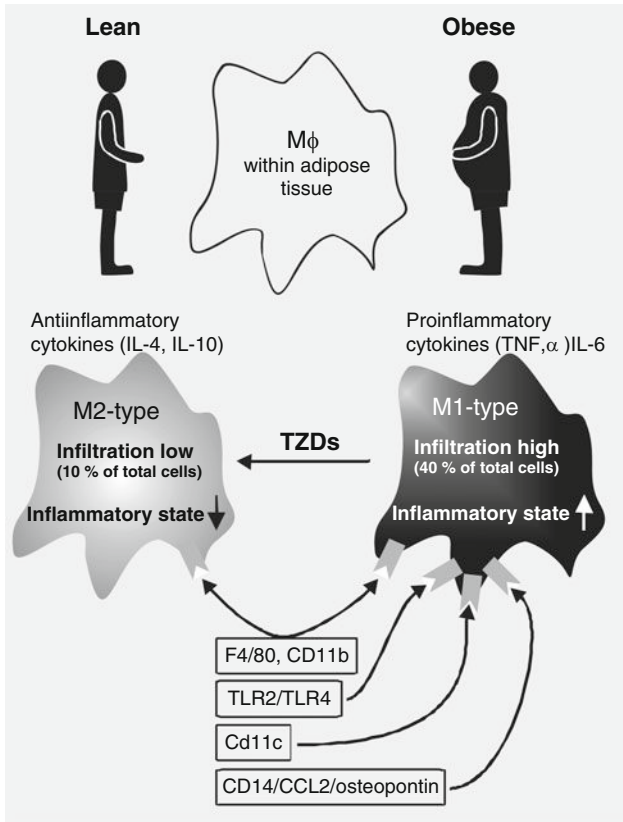 Lean
Obese
Mϕ
within adipose
tissue
Antiinflammatory
cytokines (IL-4, IL-10)
Proinflammatory
cytokines (TNF,α )IL-6
M2-type
Infiltration low
(10 % of total cells)
Inflammatory state
TZDs
M1-type
Infiltration high
(40 % of total cells)
Inflammatory state
F4/80, CD11b
TLR2/TLR4
Cd11c
CD14/CCL2/osteopontin